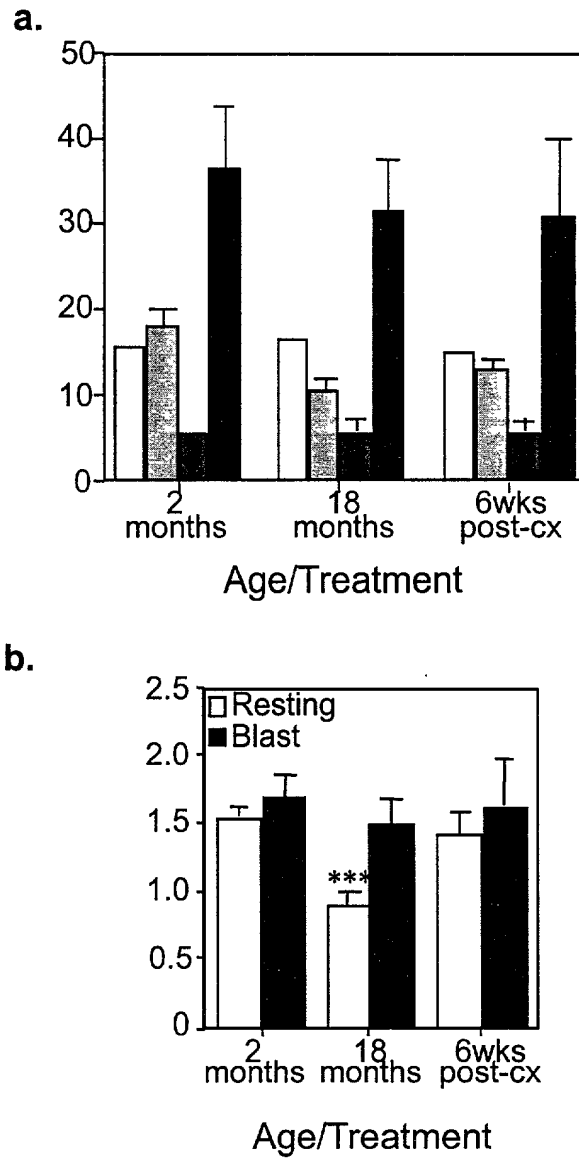 a.
50
40
30
20
10
0
2 months
18 months
6wks post-cx
Age/Treatment
b.
2.5
2.0
1.5
1.0
0.5
0
Resting
Blast
***
2 months
18 months
6wks post-cx
Age/Treatment